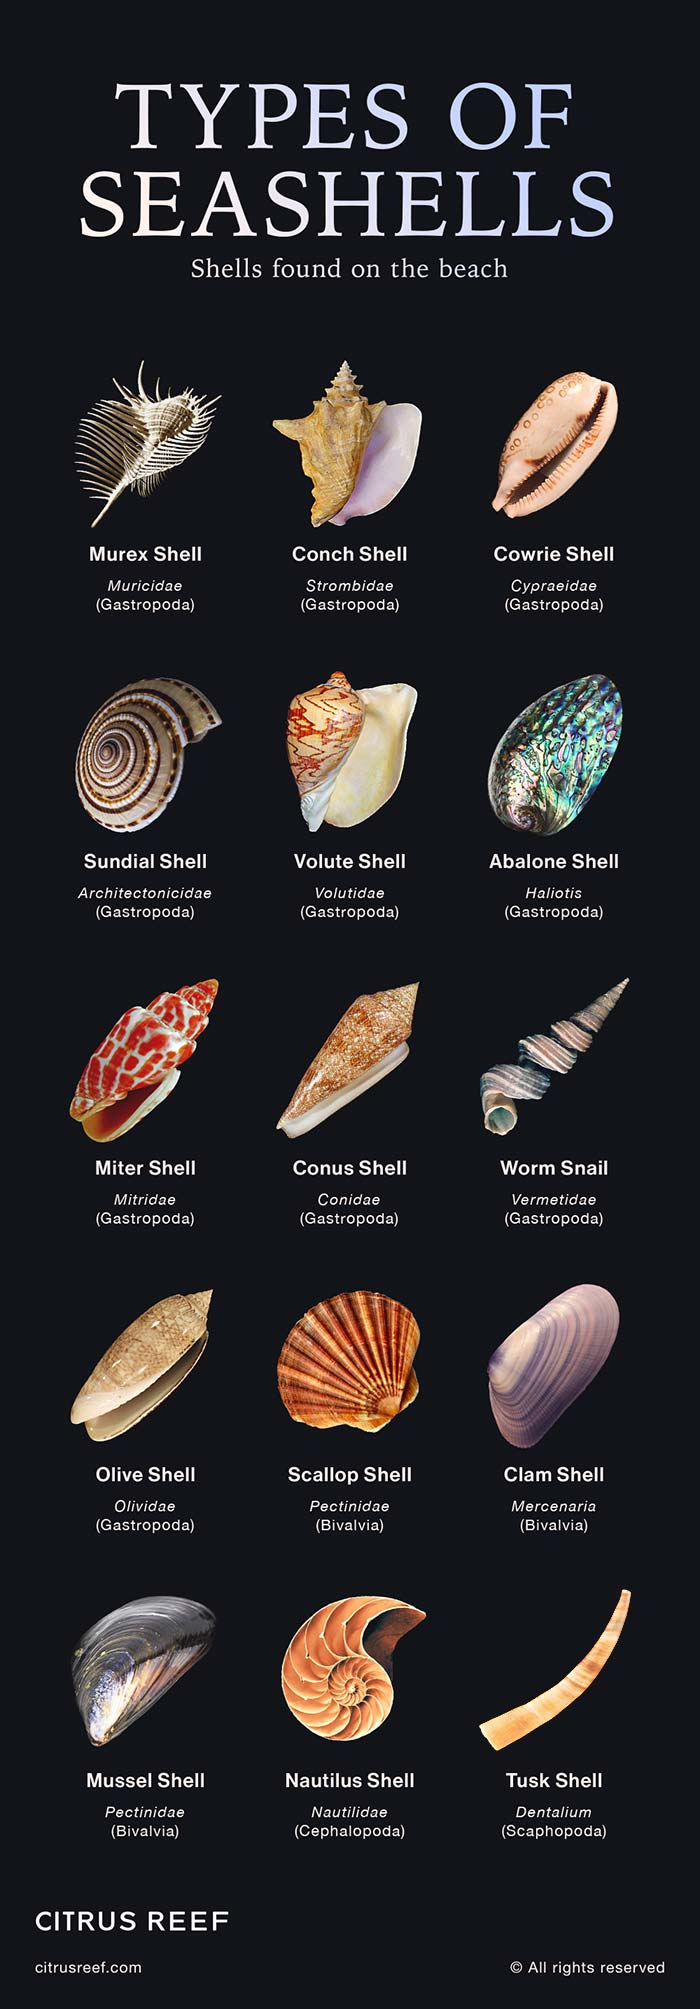 TYPES OF
SEASHELLS
Shells found on the beach
Murex Shell
Muricidae
(Gastropoda)
Conch Shell
Strombidae
(Gastropoda)
Cowrie Shell
Cypraeidae
(Gastropoda)
Sundial Shell
Architectonicidae
(Gastropoda)
Volute Shell
Volutidae
(Gastropoda)
Abalone Shell
Haliotis
(Gastropoda)
Miter Shell
Mitridae
(Gastropoda)
Conus Shell
Conidae
(Gastropoda)
Worm Snail
Vermetidae
(Gastropoda)
Olive Shell
Olividae
(Gastropoda)
Scallop Shell
Pectinidae
(Bivalvia)
Clam Shell
Mercenaria
(Bivalvia)
Mussel Shell
Pectinidae
(Bivalvia)
Nautilus Shell
Nautilidae
(Cephalopoda)
Tusk Shell
Dentalium
(Scaphopoda)
CITRUS REEF
citrusreef.com
© All rights reserved